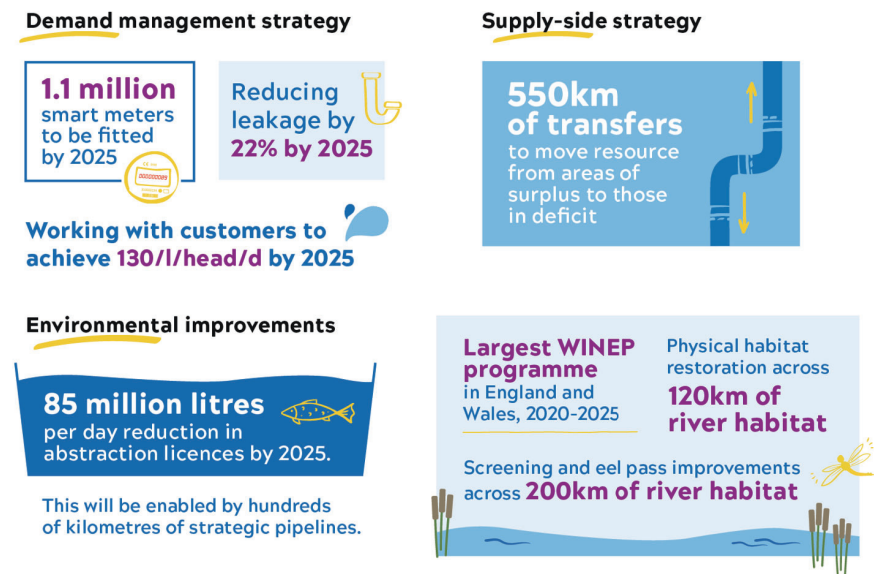 Demand management strategy
1.1 million
smart meters
to be fitted
by 2025
Reducing
leakage by
22% by 2025
Working with customers to
achieve 130/l/head/d by 2025
Supply-side strategy
550km
of transfers
to move resource
from areas of
surplus to those
in deficit
Environmental improvements
85 million litres
per day reduction in
abstraction licences by 2025.
This will be enabled by hundreds
of kilometres of strategic pipelines.
Largest WINEP
programme
in England and
Wales, 2020-2025
Physical habitat
restoration across
120km of
river habitat
Screening and eel pass improvements
across 200km of river habitat